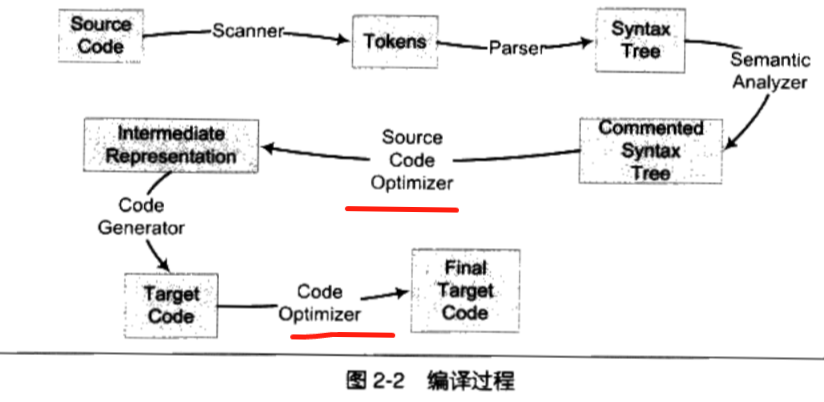 Source
Code
Scanner
Tokens
Parser
Syntax
Tree
Semantic
Analyzer
Commented
Syntax
Tree
Source
Code
Optimizer
Intermediate
Representation
Code
Generator
Target
Code
Code
Optimizer
Final
Target
Code
图 2-2 编译过程